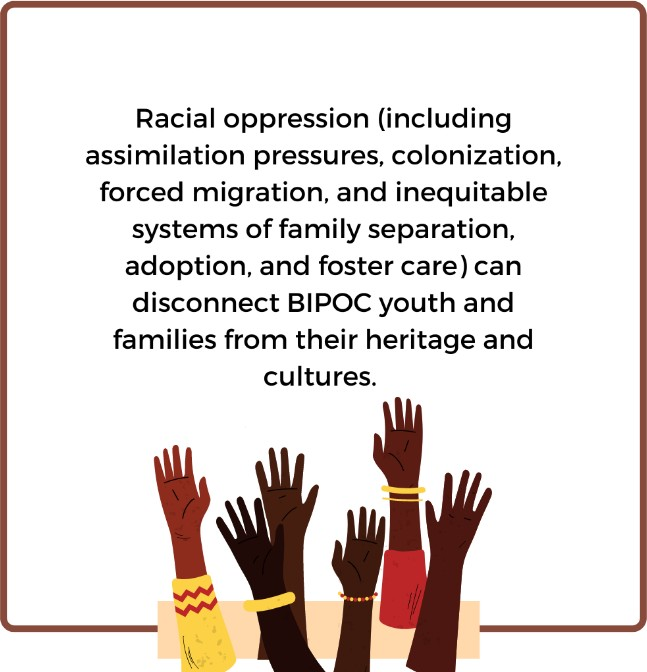 Racial oppression (including
assimilation pressures, colonization,
forced migration, and inequitable
systems of family separation,
adoption, and foster care) can
disconnect BIPOC youth and
families from their heritage and
cultures.